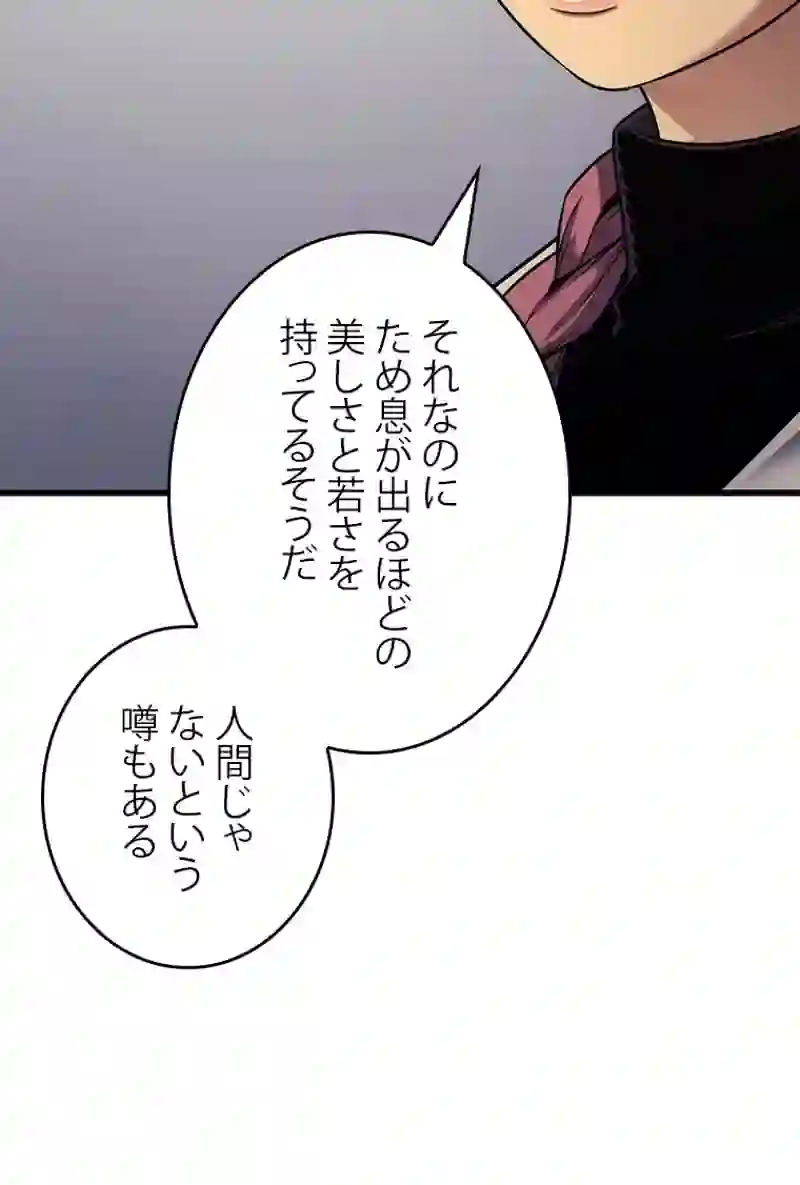 それなのに
ため息が出るほどの
美しさと若さを
持ってるそうだ
人間じゃ
ないという
噂もある